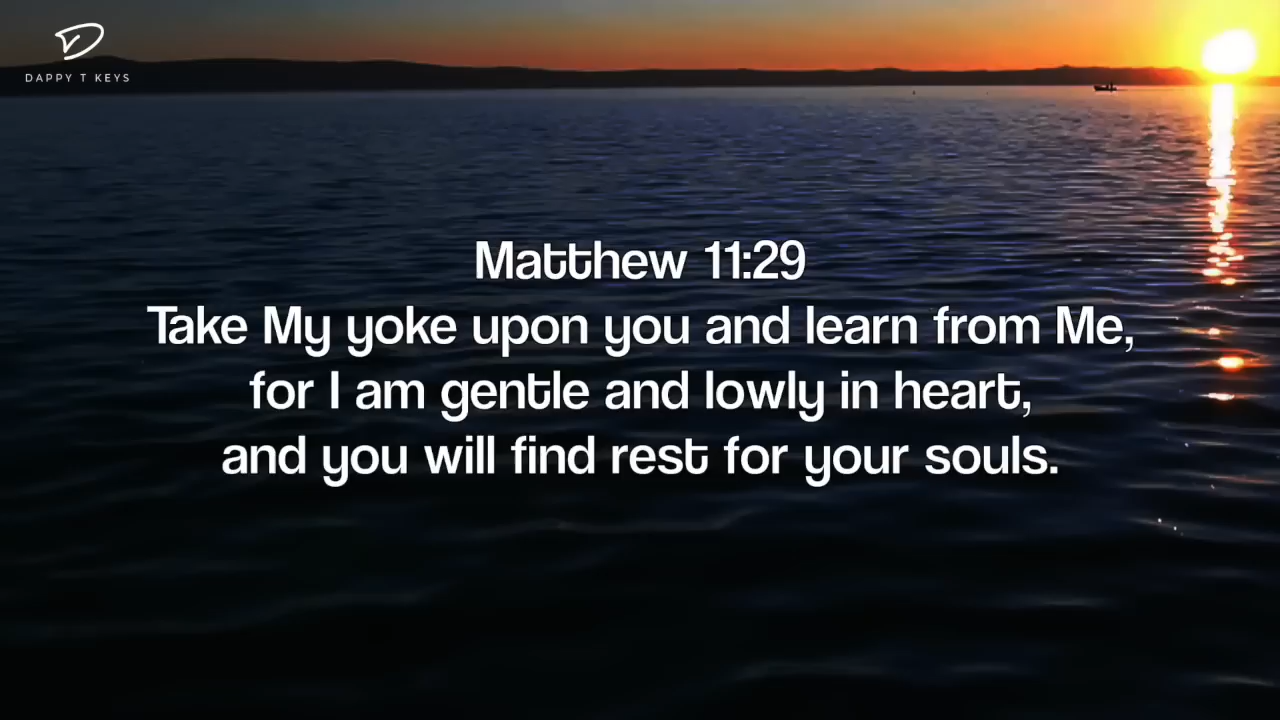 DAPPY T KEYS
Matthew 11:29
Take My yoke upon you and learn from Me,
for I am gentle and lowly in heart,
and you will find rest for your souls.